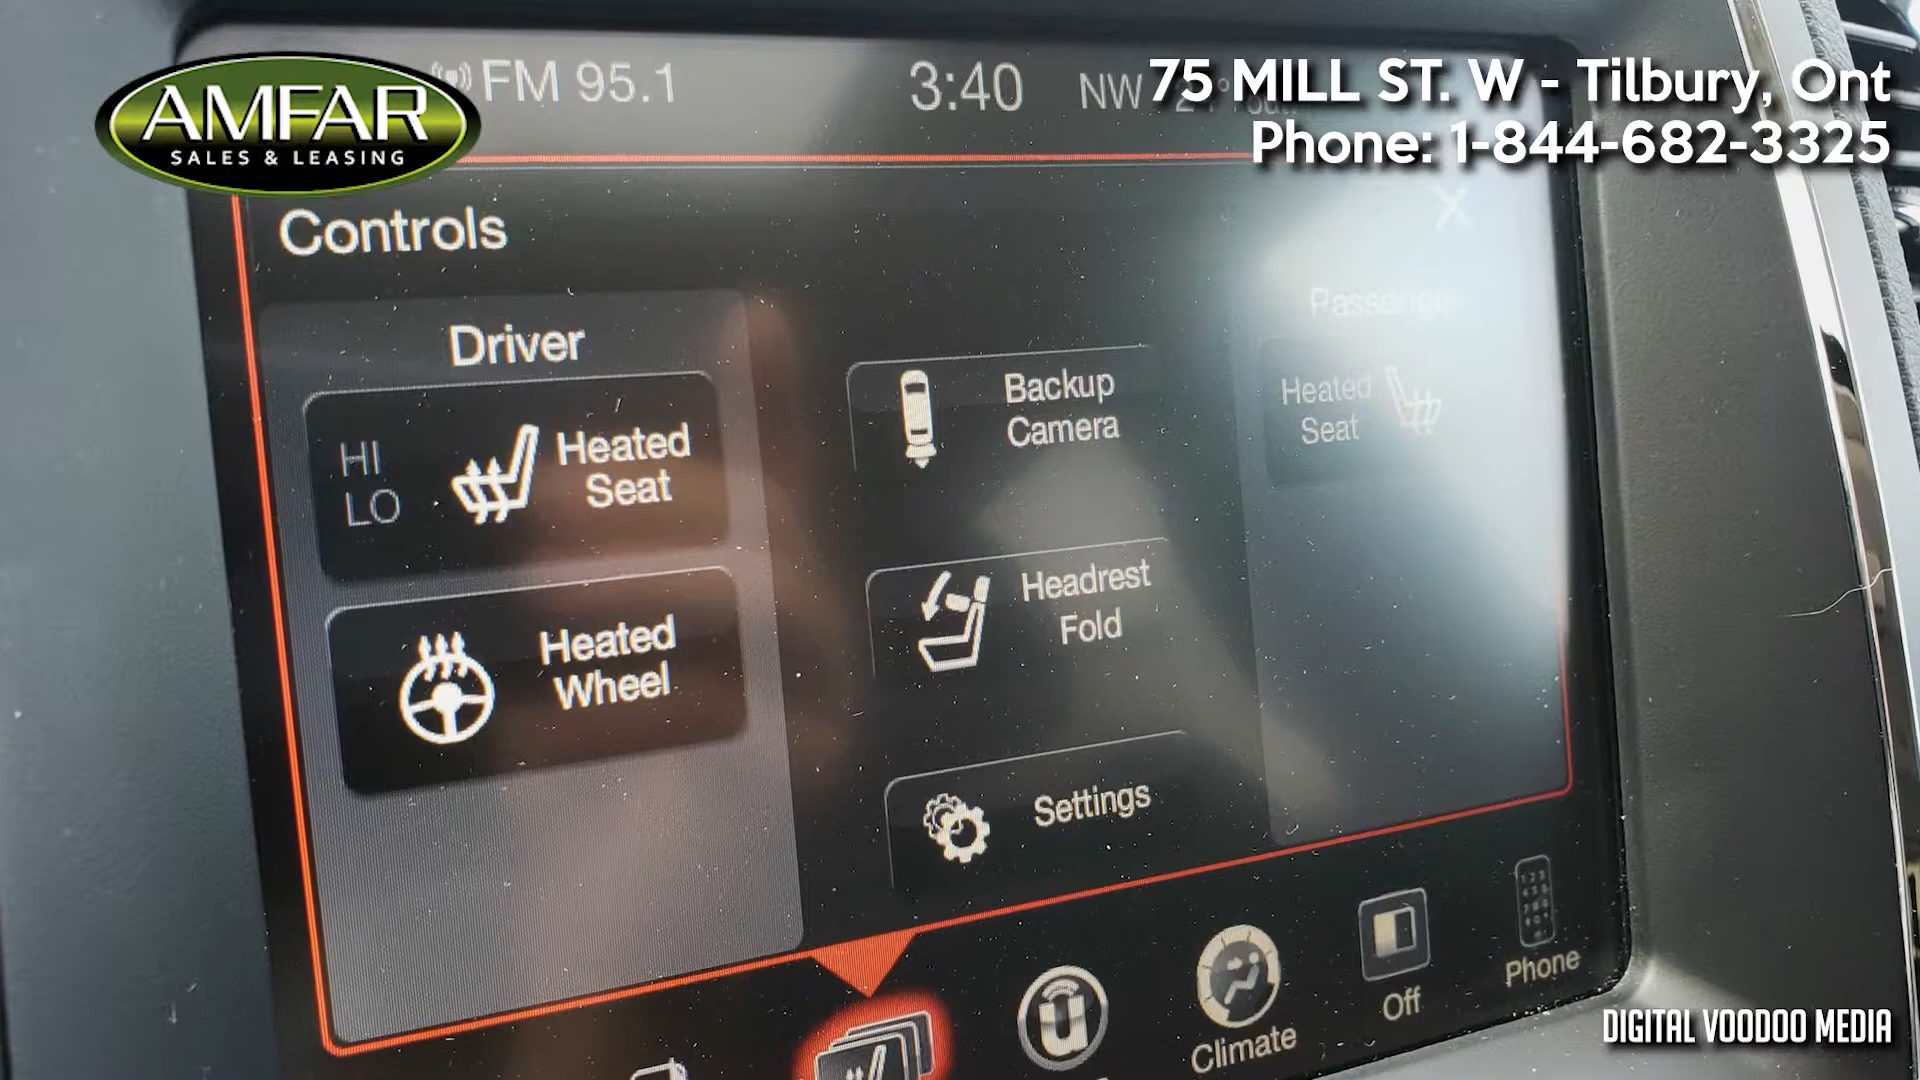 AMFAR
SALES & LEASING
FM 95.1
3:40
NW
75 MILL ST. W - Tilbury, Ont
Phone: 1-844-682-3325
X
Controls
Driver
HI
LO
Heated
Seat
Heated
Wheel
Backup
Camera
Headrest
Fold
Settings
Heated
Seat
Climate
Off
Phone
DIGITAL VOODOO MEDIA